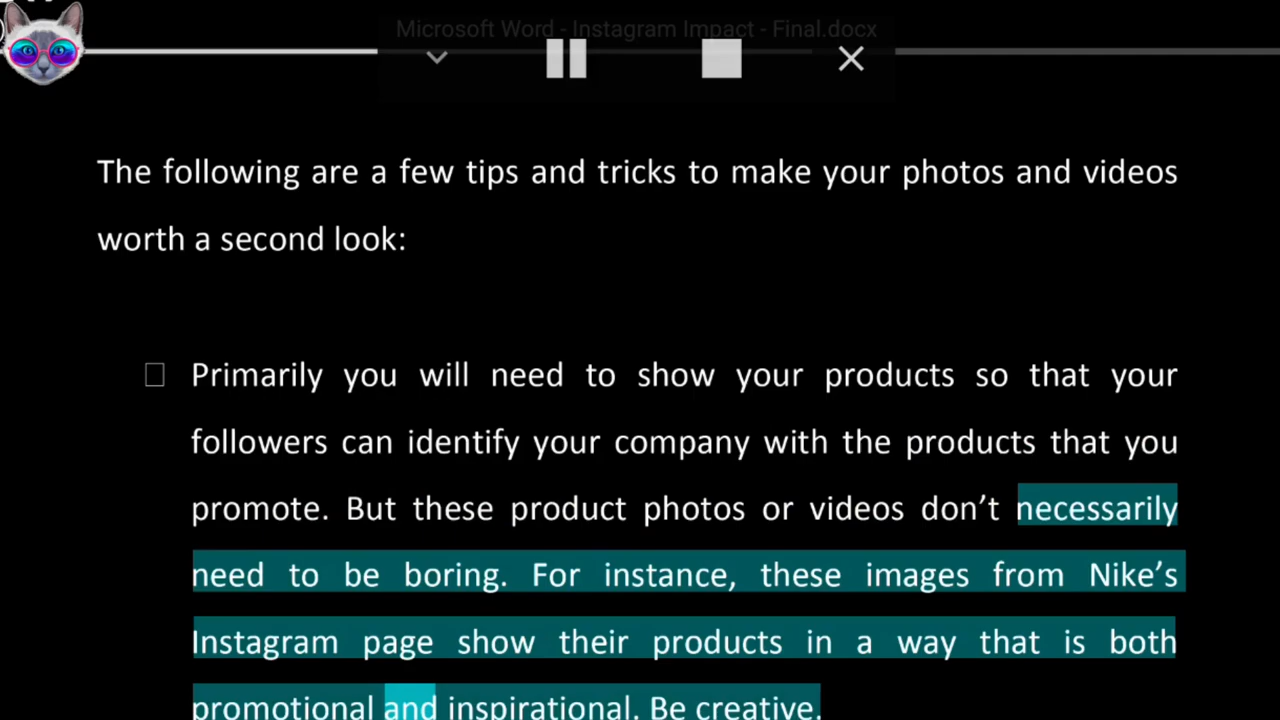 Microsoft Word - Instagram Impact - Final.docx
The following are a few tips and tricks to make your photos and videos
worth a second look:
Primarily you will need to show your products so that your
followers can identify your company with the products that you
promote. But these product photos or videos don’t necessarily
need to be boring. For instance, these images from Nike’s
Instagram page show their products in a way that is both
promotional and inspirational. Be creative.